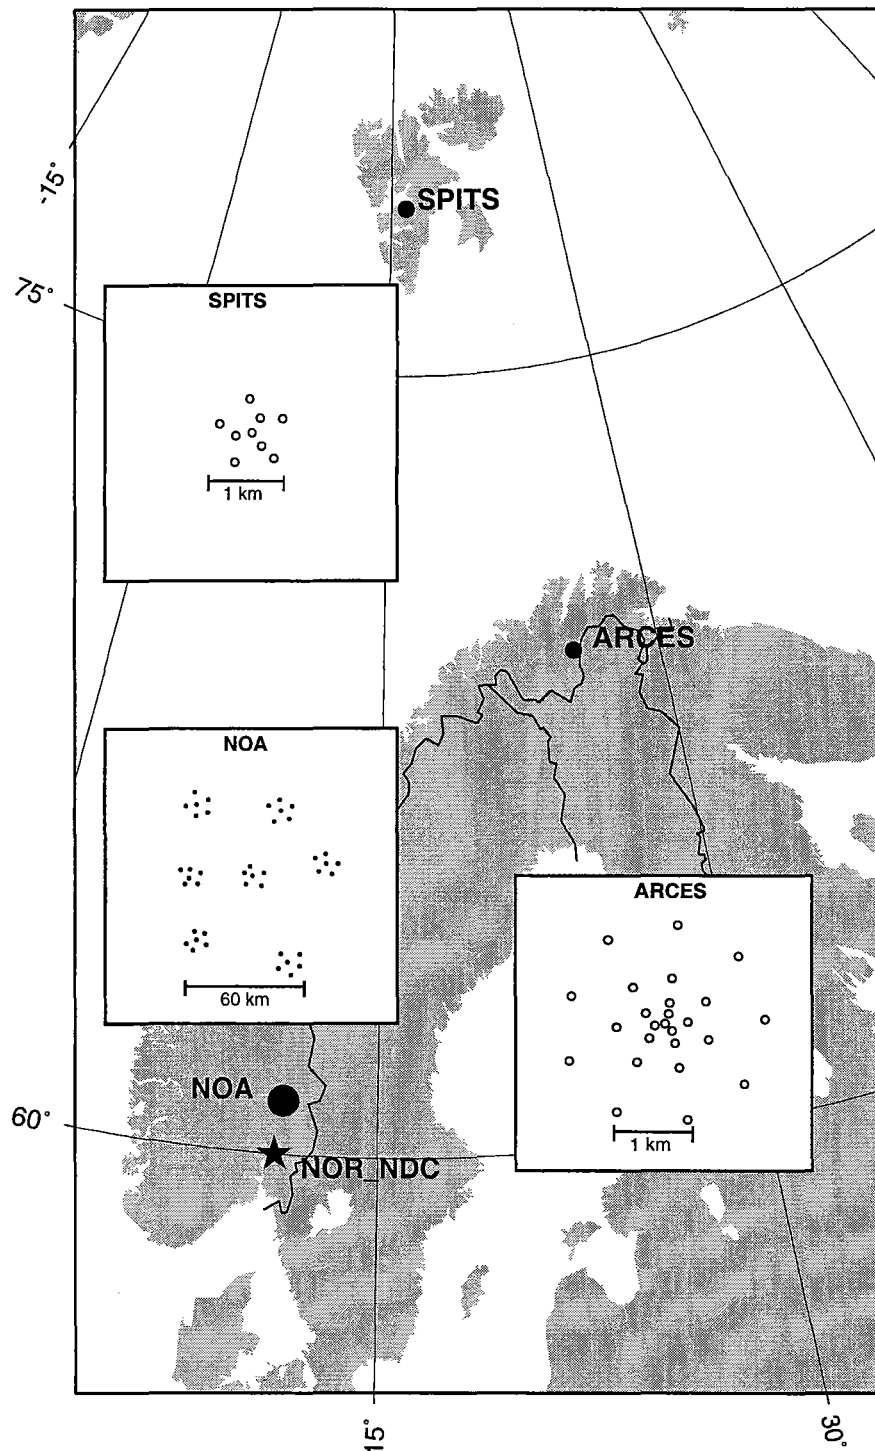 -15°
SPITS
75°
SPITS
1 km
ARCES
NOA
60 km
ARCES
1 km
NOA
60°
NOR_NDC
15°
30°